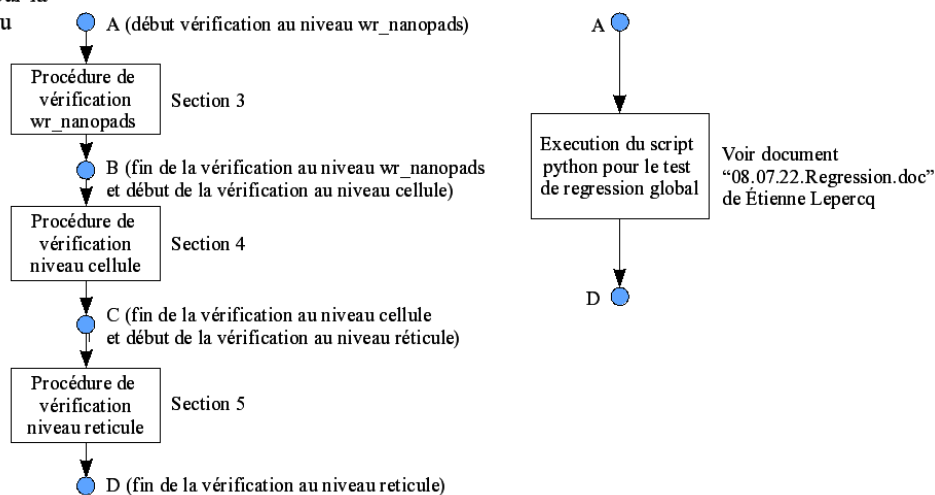 A (début vérification au niveau wr_nanopads)
Procédure de
vérification
wr_nanopads
Section 3
B (fin de la vérification au niveau wr_nanopads
et début de la vérification au niveau cellule)
Procédure de
vérification
niveau cellule
Section 4
C (fin de la vérification au niveau cellule
et début de la vérification au niveau réticule)
Procédure de
vérification
niveau reticule
Section 5
D (fin de la vérification au niveau reticule)
A
Execution du script
python pour le test
de regression global
Voir document
“08.07.22.Regression.doc”
de Étienne Lepercq
D